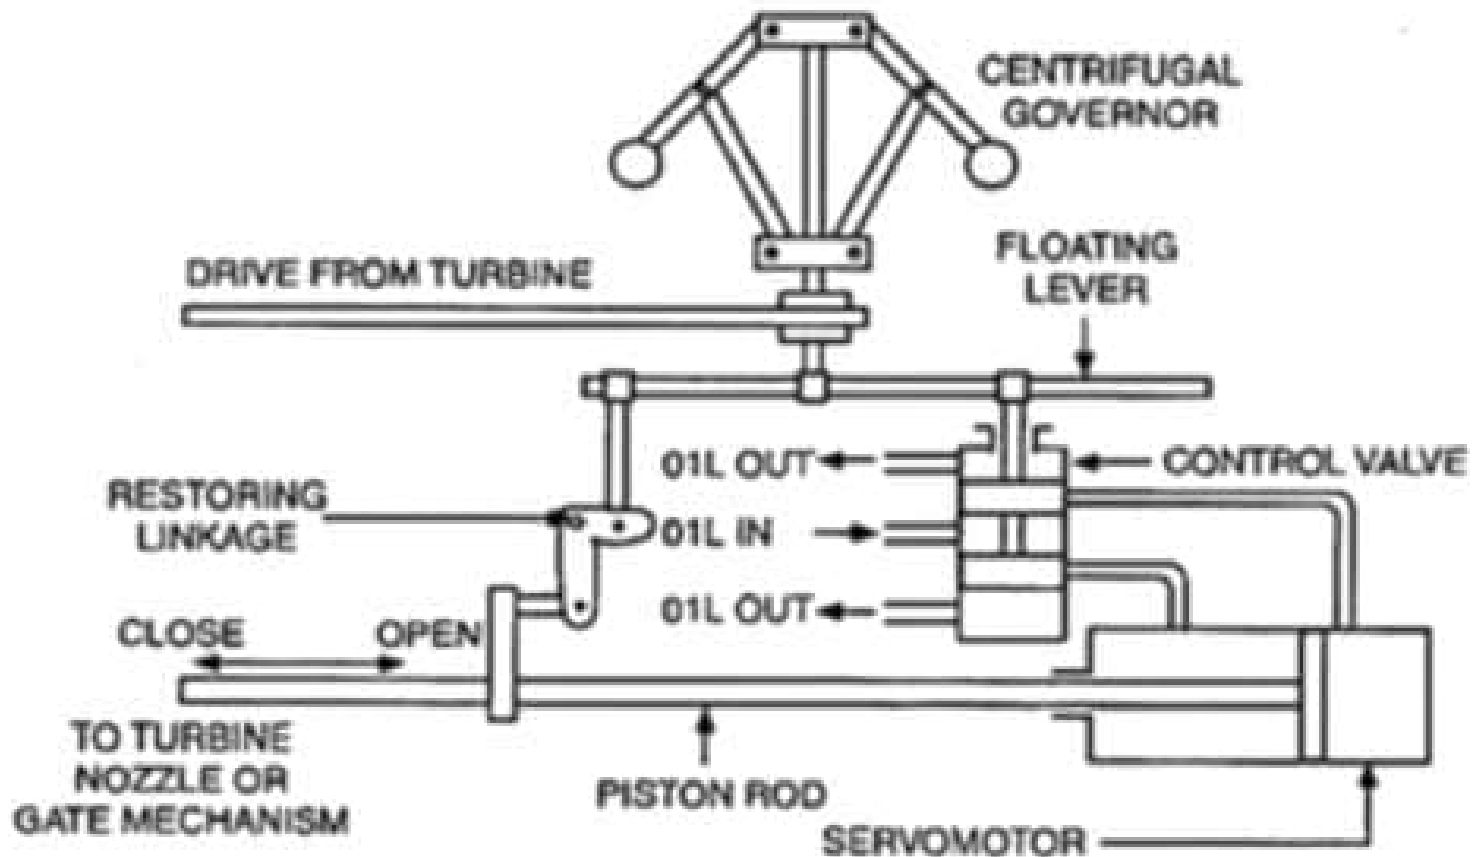 CENTRIFUGAL
GOVERNOR
DRIVE FROM TURBINE
FLOATING
LEVER
01L OUT
CONTROL VALVE
RESTORING
LINKAGE
01L IN
01L OUT
CLOSE
OPEN
TO TURBINE
NOZZLE OR
GATE MECHANISM
PISTON ROD
SERVOMOTOR